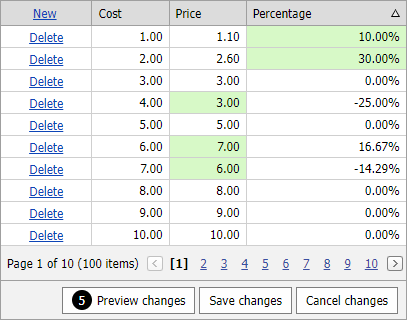 New Cost Price Percentage
Delete 1.00 1.10 10.00%
Delete 2.00 2.60 30.00%
Delete 3.00 3.00 0.00%
Delete 4.00 3.00 -25.00%
Delete 5.00 5.00 0.00%
Delete 6.00 7.00 16.67%
Delete 7.00 6.00 -14.29%
Delete 8.00 8.00 0.00%
Delete 9.00 9.00 0.00%
Delete 10.00 10.00 0.00%
Page 1 of 10 (100 items) < [1] 2 3 4 5 6 7 8 9 10 >
5 Preview changes Save changes Cancel changes